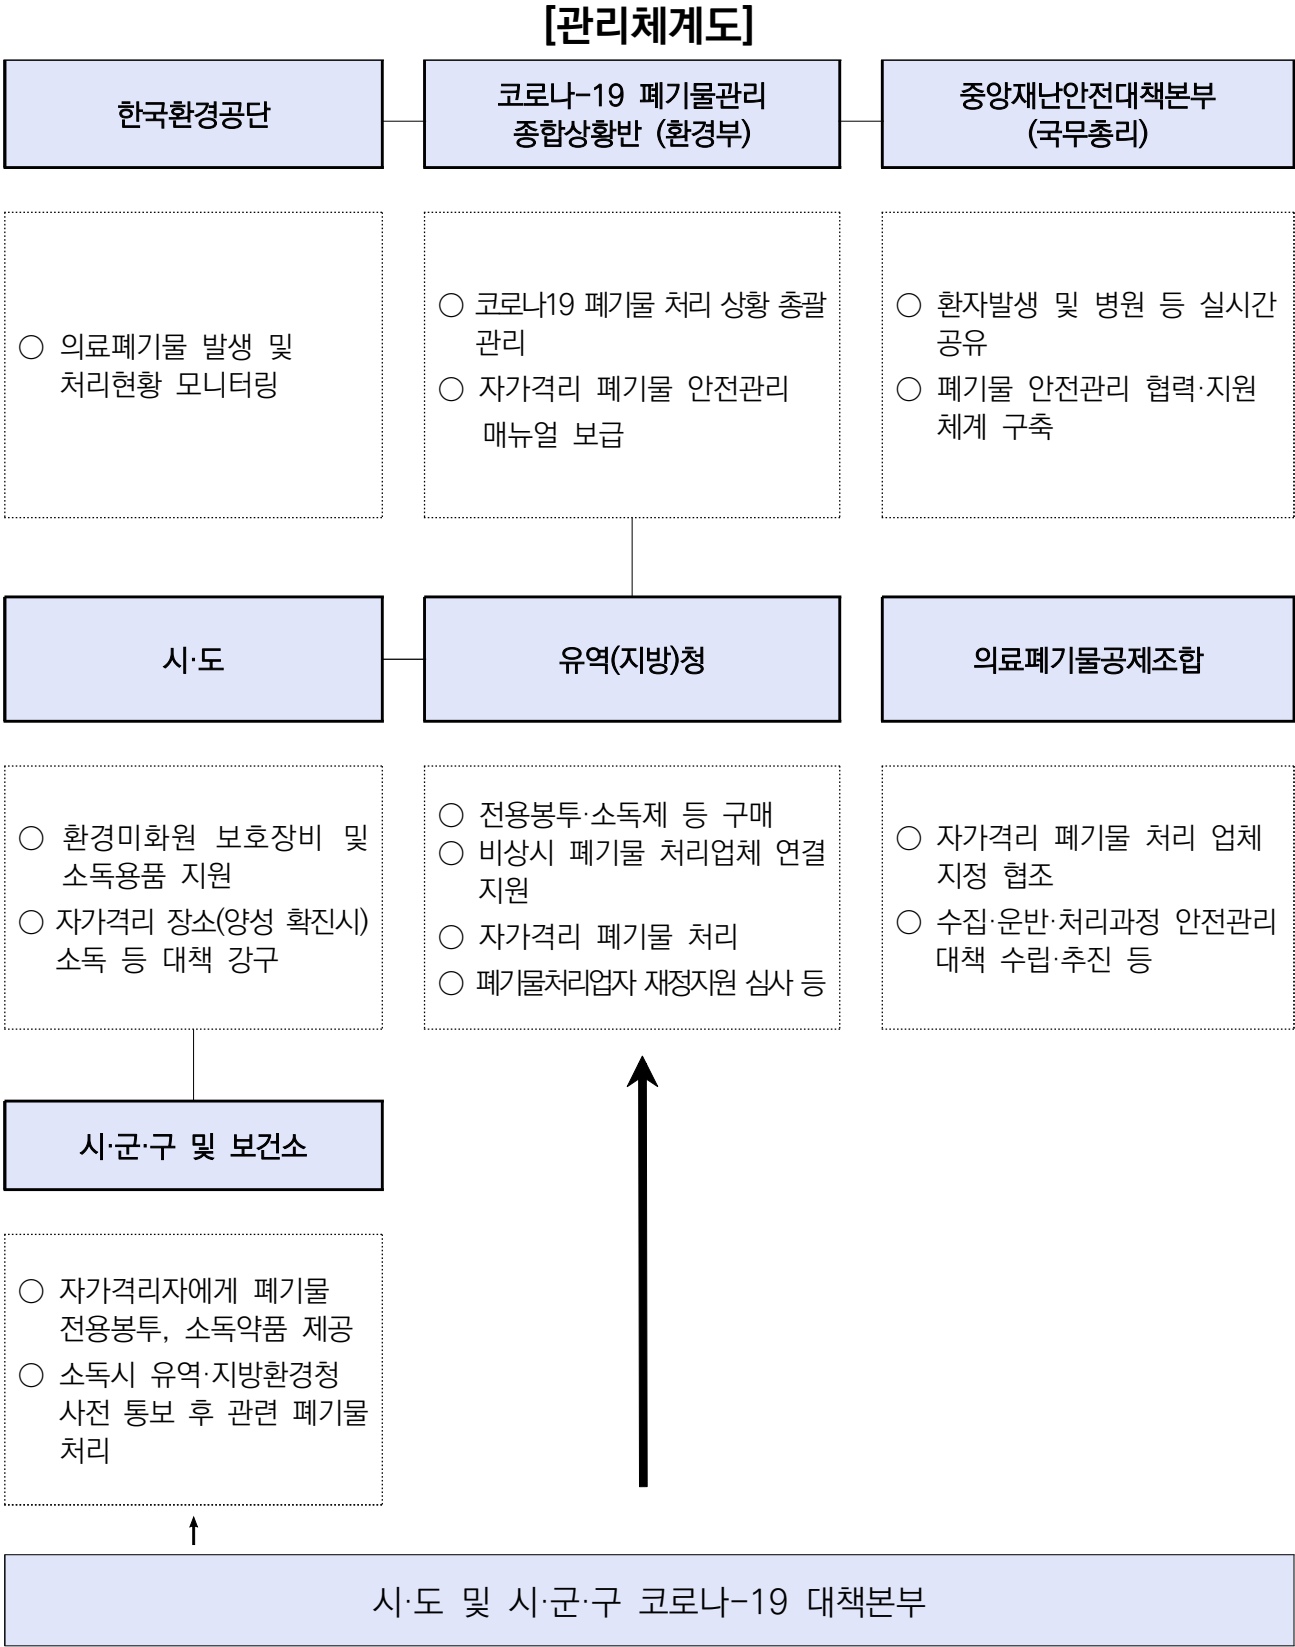 [관리체계도]
한국환경공단
코로나-19 폐기물관리
종합상황반 (환경부)
중앙재난안전대책본부
(국무총리)
○ 의료폐기물 발생 및
처리현황 모니터링
○ 코로나19 폐기물 처리 상황 총괄
관리
○ 자가격리 폐기물 안전관리
매뉴얼 보급
○ 환자발생 및 병원 등 실시간
공유
○ 폐기물 안전관리 협력·지원
체계 구축
시·도
유역(지방)청
의료폐기물공제조합
○ 환경미화원 보호장비 및
소독용품 지원
○ 자가격리 장소(양성 확진시)
소독 등 대책 강구
○ 전용봉투·소독제 등 구매
○ 비상시 폐기물 처리업체 연결
지원
○ 자가격리 폐기물 처리
○ 폐기물처리업자 재정지원 심사 등
○ 자가격리 폐기물 처리 업체
지정 협조
○ 수집·운반·처리과정 안전관리
대책 수립·추진 등
시·군·구 및 보건소
○ 자가격리자에게 폐기물
전용봉투, 소독약품 제공
○ 소독시 유역·지방환경청
사전 통보 후 관련 폐기물
처리
시·도 및 시·군·구 코로나-19 대책본부